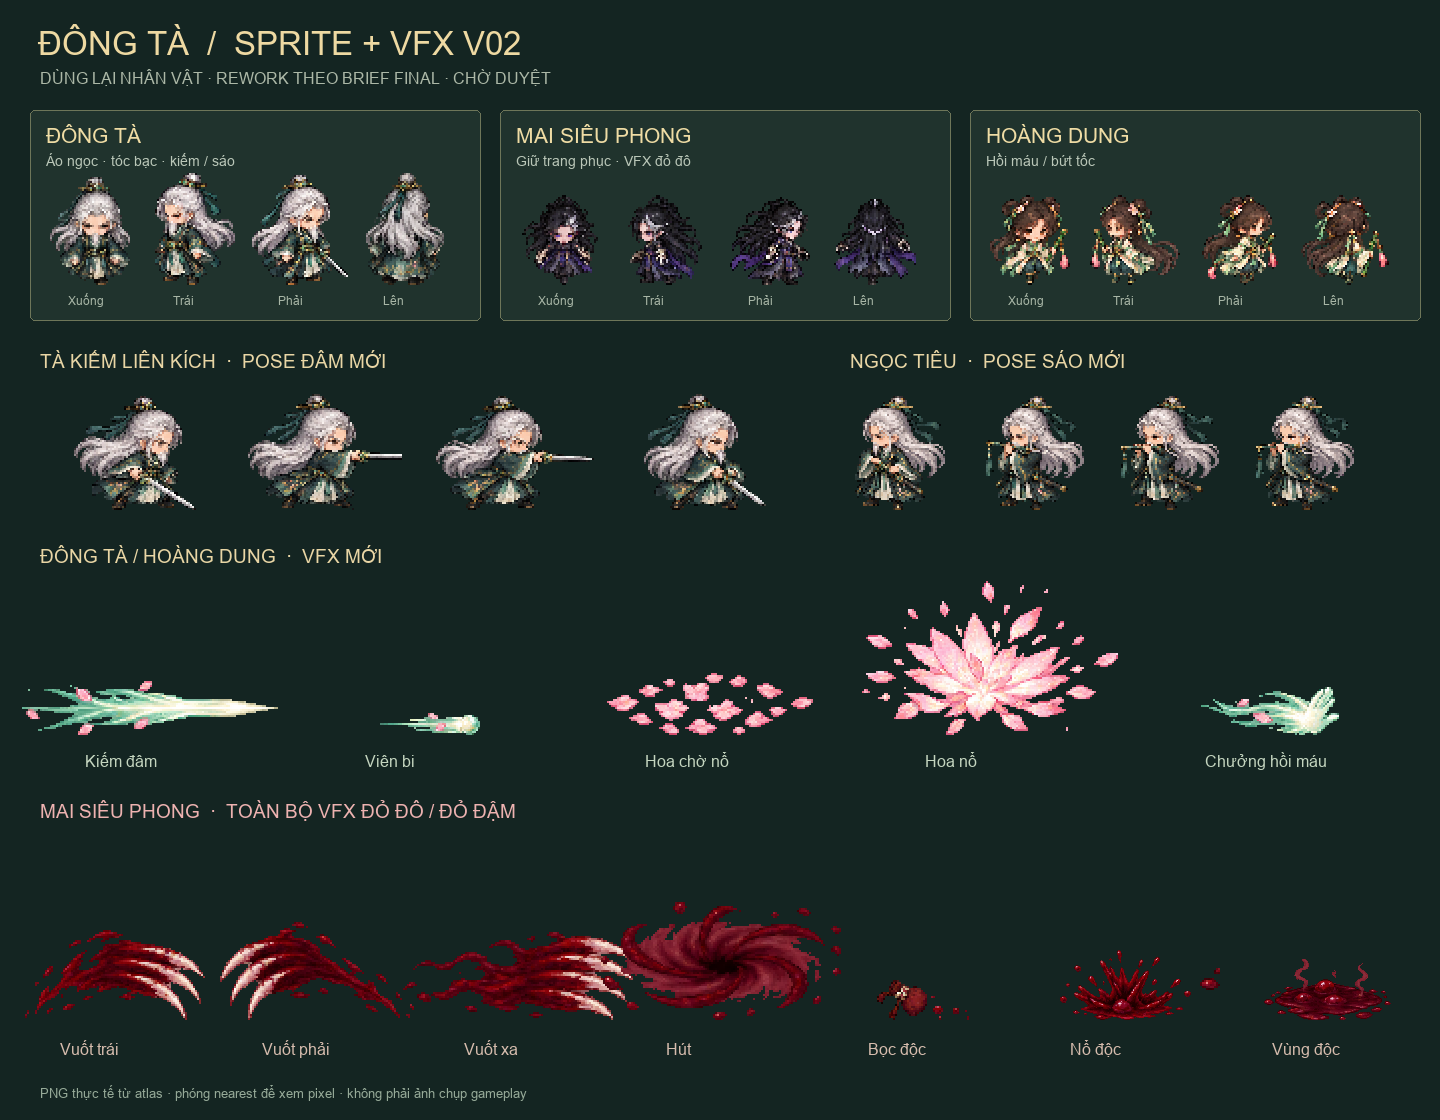 ĐÔNG TÀ / SPRITE + VFX V02
DÙNG LẠI NHÂN VẬT · REWORK THEO BRIEF FINAL · CHỜ DUYỆT
ĐÔNG TÀ
Áo ngọc · tóc bạc · kiếm / sáo
Xuống Trái Phải Lên
MAI SIÊU PHONG
Giữ trang phục · VFX đỏ đô
Xuống Trái Phải Lên
HOÀNG DUNG
Hồi máu / bứt tốc
Xuống Trái Phải Lên
TÀ KIẾM LIÊN KÍCH · POSE ĐÂM MỚI
NGỌC TIÊU · POSE SÁO MỚI
ĐÔNG TÀ / HOÀNG DUNG · VFX MỚI
Kiếm đâm Viên bi Hoa chờ nổ Hoa nổ Chưởng hồi máu
MAI SIÊU PHONG · TOÀN BỘ VFX ĐỎ ĐÔ / ĐỎ ĐẬM
Vuốt trái Vuốt phải Vuốt xa Hút Bọc độc Nổ độc Vùng độc
PNG thực tế từ atlas · phóng nearest để xem pixel · không phải ảnh chụp gameplay